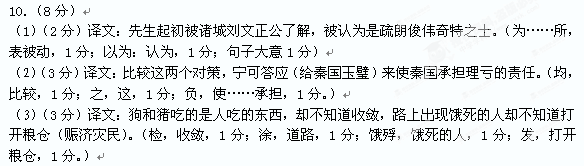 10.（8分）
（1）（2分）译文：先生起初被诸城刘文正公了解，被认为是疏朗俊伟奇特之士。（为……所，
表被动，1分；以为：认为，1分；句子大意1分）
（2）（3分）译文：比较这两个对策，宁可答应（给秦国玉璧）来使秦国承担理亏的责任。（均，
比较，1分；之，这，1分；负，使……承担，1分。）
（3）（3分）译文：狗和猪吃的是人吃的东西，却不知道收敛，路上出现饿死的人却不知道打
开粮仓（赈济灾民）。（检，收敛，1分；涂，道路，1分；饿殍，饿死的人，1分；发，打开
粮仓，1分。）